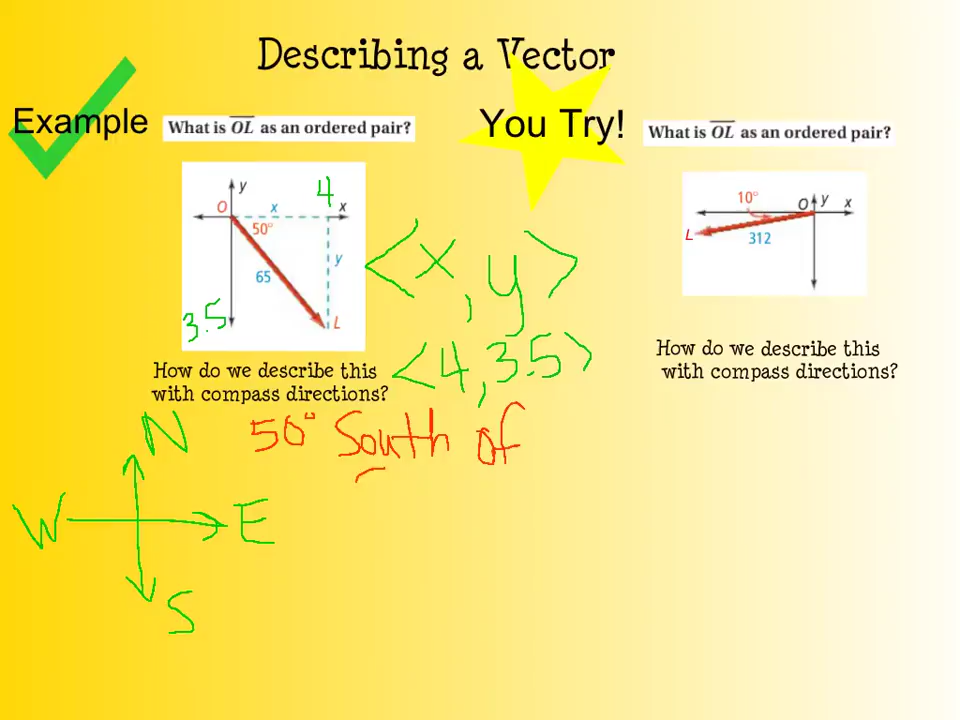 Describing a Vector
Example
What is OL as an ordered pair?
You Try!
What is OL as an ordered pair?
y
4
O
x
x
50°
y
65
3.5
L
<x, y>
<4, 3.5>
10°
O
y
x
L
312
How do we describe this
with compass directions?
How do we describe this
with compass directions?
50° South of
N
W
E
S